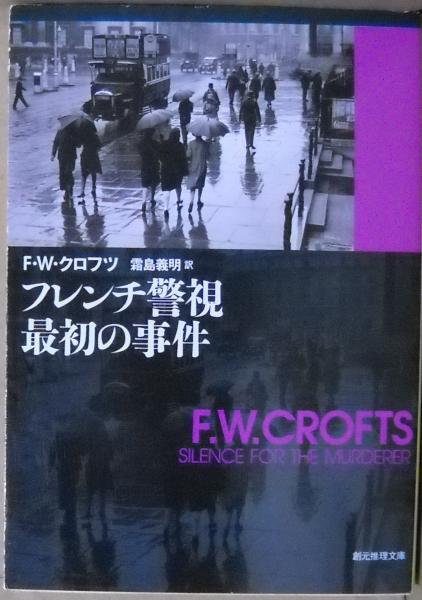 F・W・クロフツ 霜島義明 訳
フレンチ警視
最初の事件
F.W.CROFTS
SILENCE FOR THE MURDERER
創元推理文庫